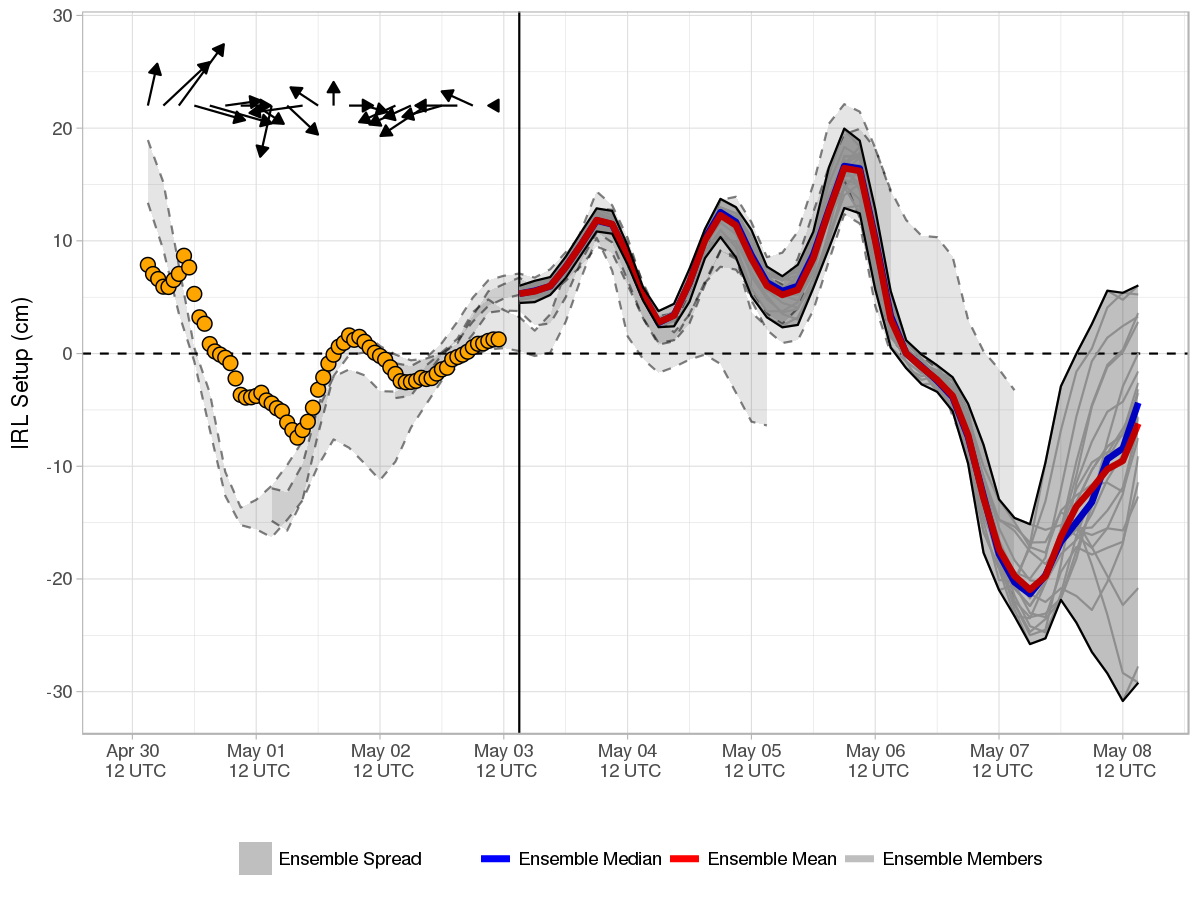 30
20
10
0
-10
-20
-30
IRL Setup (cm)
Apr 30 May 01 May 02 May 03 May 04 May 05 May 06 May 07 May 08
12 UTC 12 UTC 12 UTC 12 UTC 12 UTC 12 UTC 12 UTC 12 UTC 12 UTC
Ensemble Spread Ensemble Median Ensemble Mean Ensemble Members